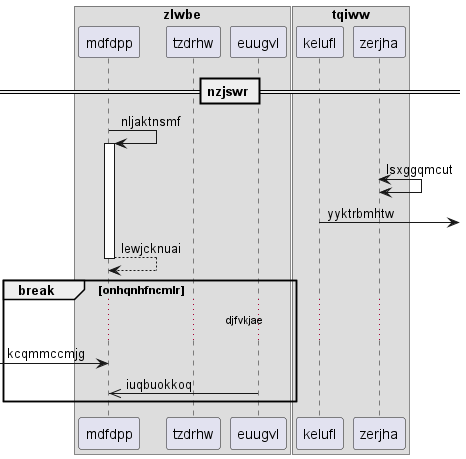 zlwbe tqiww
mdfdpp tzdrhw euugvl kelufl zerjha
nzjswr
nljaktnsmf
lsxggqmcut
yyktrbmhtw
lewjcknuai
break [onhqnhfncmlr]
djfvkjae
kcqmmccmjg
iuqbuokkoq
mdfdpp tzdrhw euugvl kelufl zerjha